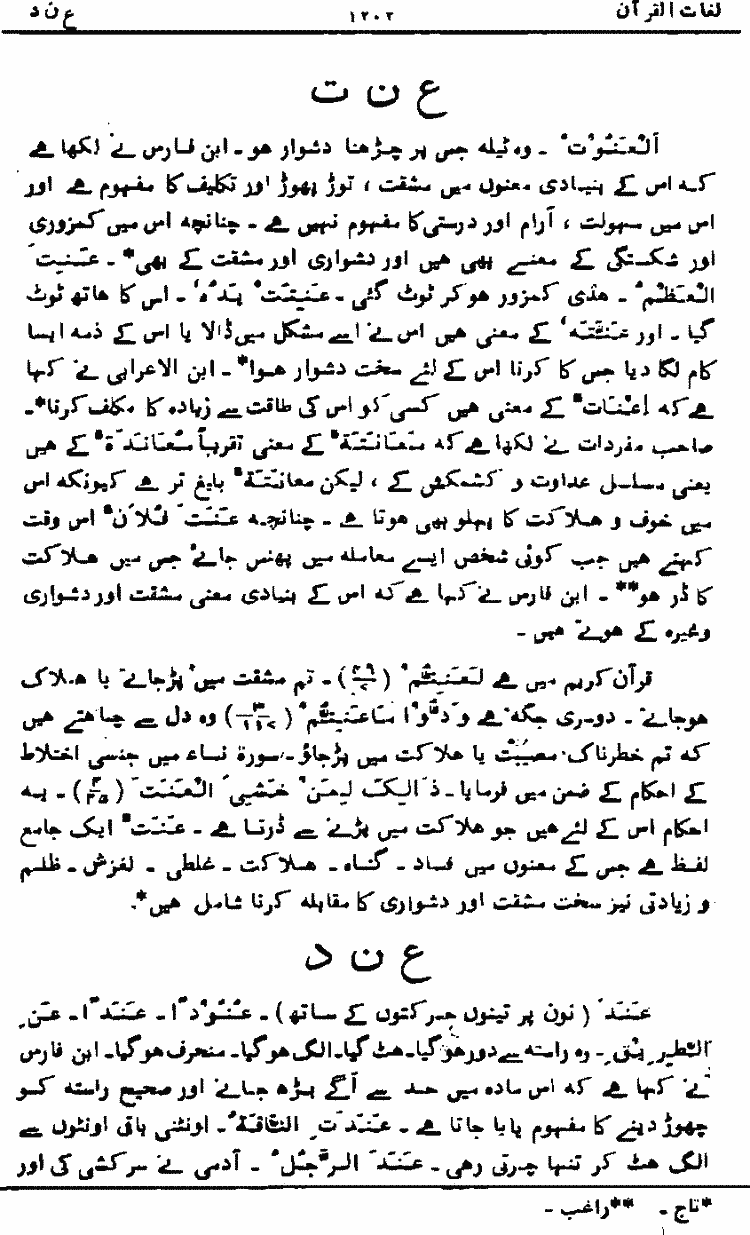 لغات القرآن ۱۲۰۲ ع ن د
ع ن ت
اَلْعَنُوْتُ ۔ وہ ٹیلہ جس پر چڑھنا دشوار ہو ۔ ابن فارس نے لکھا ہے
کہ اس کے بنیادی معنوں میں مشقت ، توڑ پھوڑ اور تکلیف کا مفہوم ہے اور
اس میں سہولت ، آرام اور درستی کا مفہوم نہیں ہے ۔ چنانچہ اس میں کمزوری
اور شکستگی کے معنے بھی ہیں اور دشواری اور مشقت کے بھی* ۔ عَنِتَ
الْعَظْمُ ۔ ہڈی کمزور ہو کر ٹوٹ گئی ۔ عَنِتَتْ یَدُہٗ ۔ اس کا ہاتھ ٹوٹ
گیا ۔ اور عَنَّتَہٗ کے معنی ہیں اس نے اسے مشکل میں ڈالا یا اس کے ذمہ ایسا
کام لگا دیا جس کا کرنا اس کے لئے سخت دشوار ہوا* ۔ ابن الاعرابی نے کہا
ہے کہ اِعْنَاتٌ کے معنی ہیں کسی کو اس کی طاقت سے زیادہ کا مکلف کرنا* ۔
صاحب مفردات نے لکھا ہے کہ مُعَانَتَۃٌ کے معنی تقریباً مُعَانَدَۃٌ کے ہیں
یعنی مسلسل عداوت و کشمکش کے ، لیکن معانتۃٌ بلیغ تر ہے کیونکہ اس
میں خوف و ہلاکت کا پہلو بھی ہوتا ہے ۔ چنانچہ عَنَتَ فُلَانٌ اس وقت
کہتے ہیں جب کوئی شخص ایسے معاملہ میں پھنس جائے جس میں ہلاکت
کا ڈر ہو** ۔ ابن فارس نے کہا ہے کہ اس کے بنیادی معنی مشقت اور دشواری
وغیرہ کے ہوتے ہیں ۔
قرآن کریم میں ہے لَعَنِتُّمْ (۴۹/۷) ۔ تم مشقت میں پڑ جاتے یا ہلاک
ہو جاتے ۔ دوسری جگہ ہے وَدُّوْا مَا عَنِتُّمْ (۳/۱۱۷) وہ دل سے چاہتے ہیں
کہ تم خطرناک مصیبت یا ہلاکت میں پڑ جاؤ ۔ سورۃ نساء میں جنسی اختلاط
کے احکام کے ضمن میں فرمایا ۔ ذَالِکَ لِمَنْ خَشِیَ الْعَنَتَ (۴/۲۵) ۔ یہ
احکام اس کے لئے ہیں جو ہلاکت میں پڑنے سے ڈرتا ہے ۔ عَنَتٌ ایک جامع
لفظ ہے جس کے معنوں میں فساد ۔ گناہ ۔ ہلاکت ۔ غلطی ۔ لغزش ۔ ظلم
و زیادتی نیز سخت مشقت اور دشواری کا مقابلہ کرنا شامل ہیں* ۔
ع ن د
عَنَدَ ( نون پر تینوں حرکتوں کے ساتھ) ۔ عُنُوْدًا ۔ عَنَدًا ۔ عَنِ
الطَّرِیْقِ ۔ وہ راستہ سے دور ہو گیا ۔ ہٹ گیا ۔ الگ ہو گیا ۔ منحرف ہو گیا ۔ ابن فارس
نے کہا ہے کہ اس مادہ میں حد سے آگے بڑھ جانے اور صحیح راستہ کو
چھوڑ دینے کا مفہوم پایا جاتا ہے ۔ عَنَدَتِ النَّاقَۃُ ۔ اونٹنی باقی اونٹوں سے
الگ ہٹ کر تنہا چرتی رہی ۔ عَنَدَ الرَّجُلُ ۔ آدمی نے سرکشی کی اور
*تاج ۔ **راغب ۔